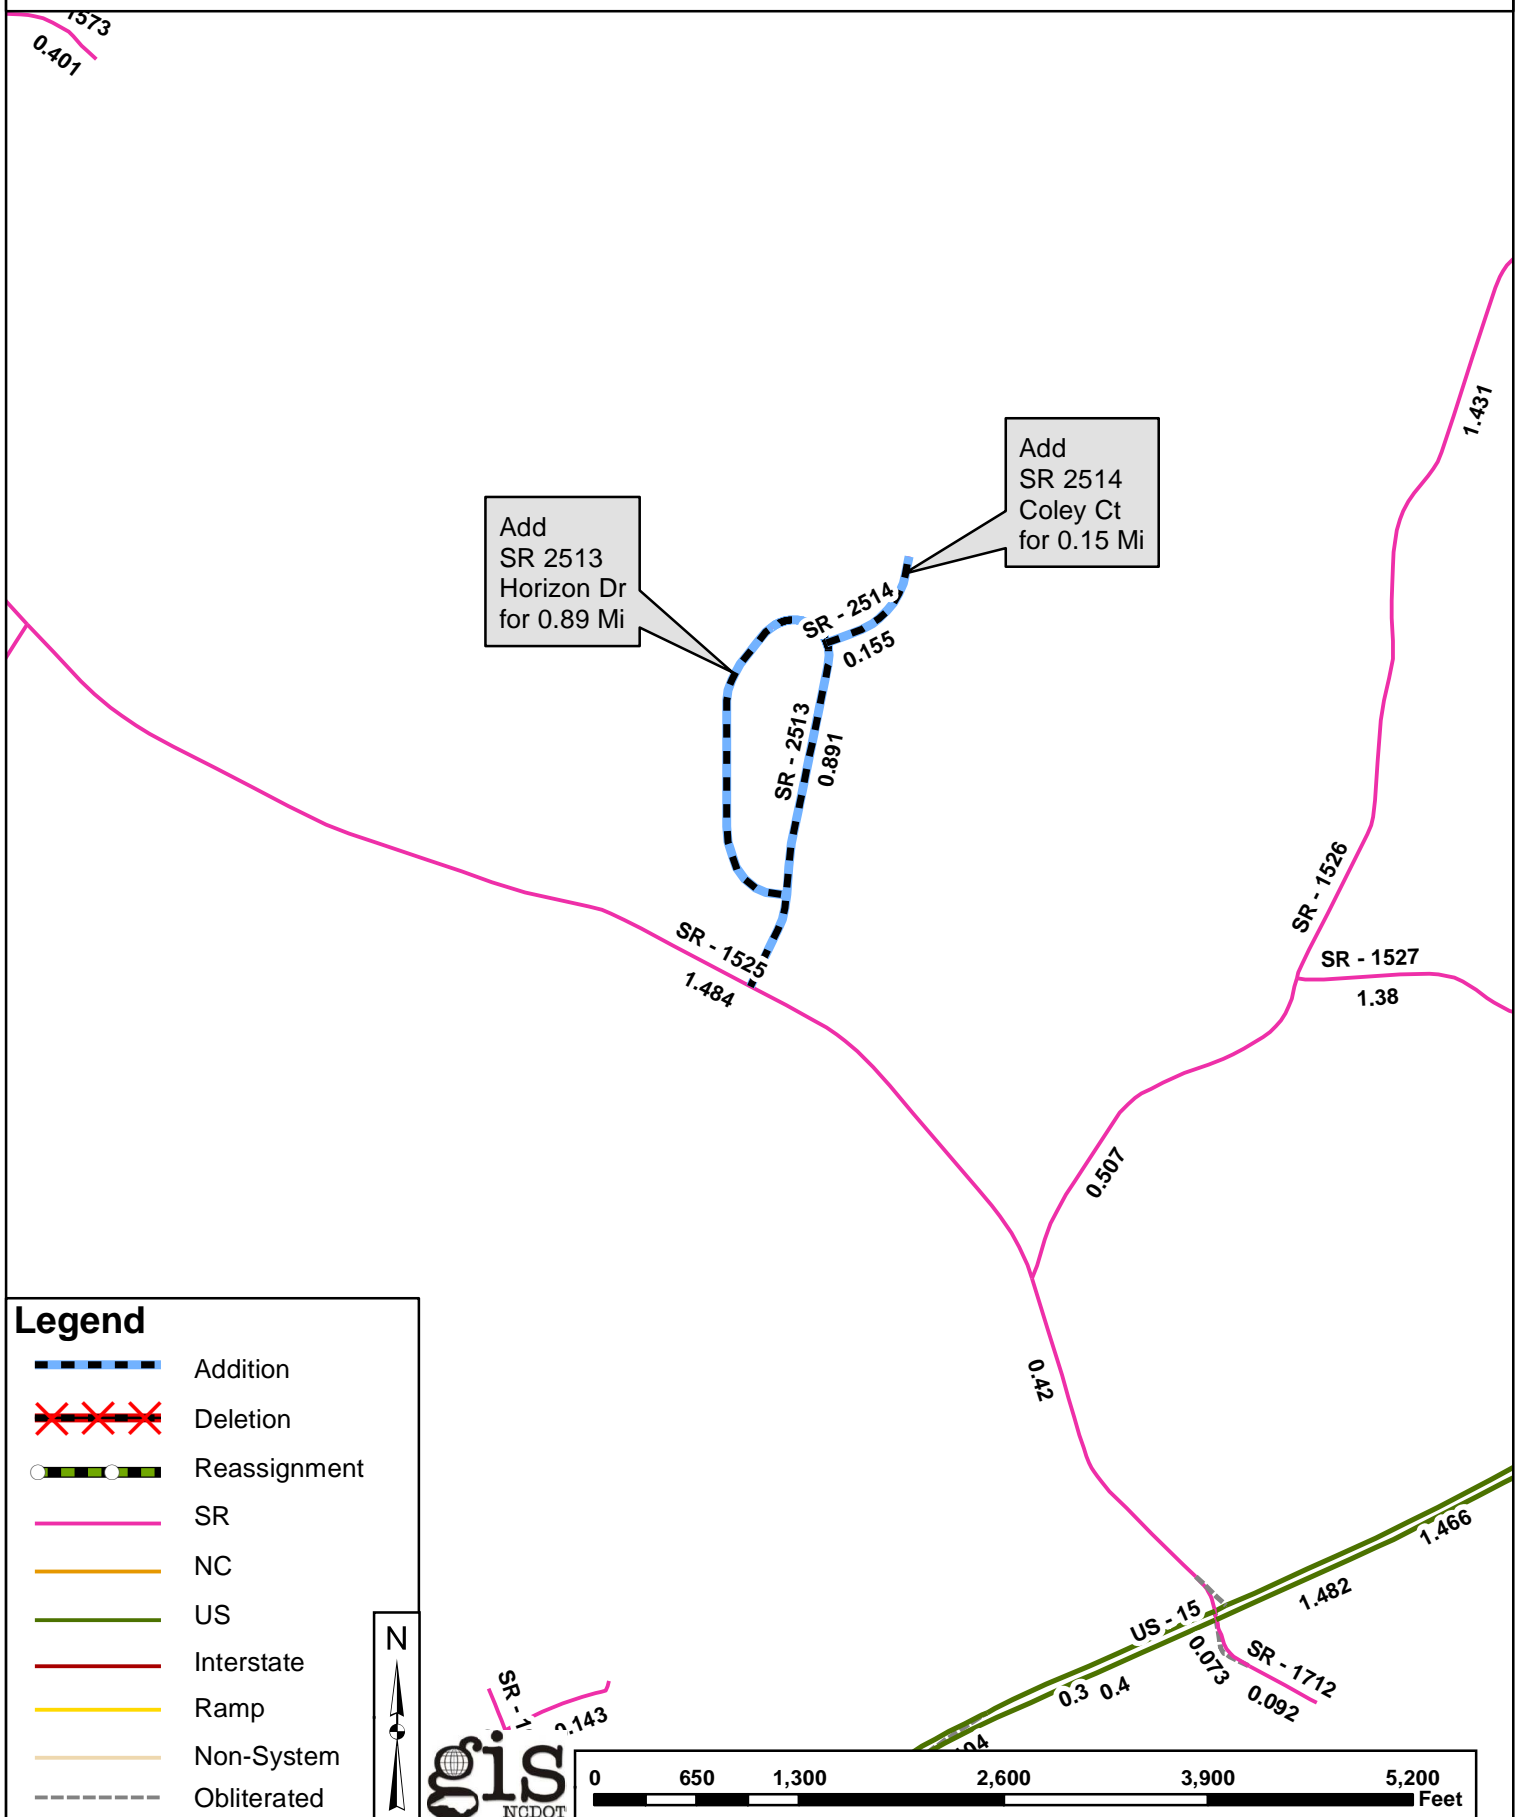 1573
0.401
1.431
Add
SR 2514
Coley Ct
for 0.15 Mi
Add
SR 2513
Horizon Dr
for 0.89 Mi
SR - 2514
0.155
SR - 2513
0.891
SR - 1526
SR - 1525
1.484
SR - 1527
1.38
0.507
0.42
Legend
Addition
Deletion
Reassignment
SR
NC
US
Interstate
Ramp
Non-System
Obliterated
N
1.466
1.482
US - 15
0.073
SR - 1712
0.092
0.3
0.4
SR - 1
0.143
gis
NCDOT
0 650 1,300 2,600 3,900 5,200
Feet